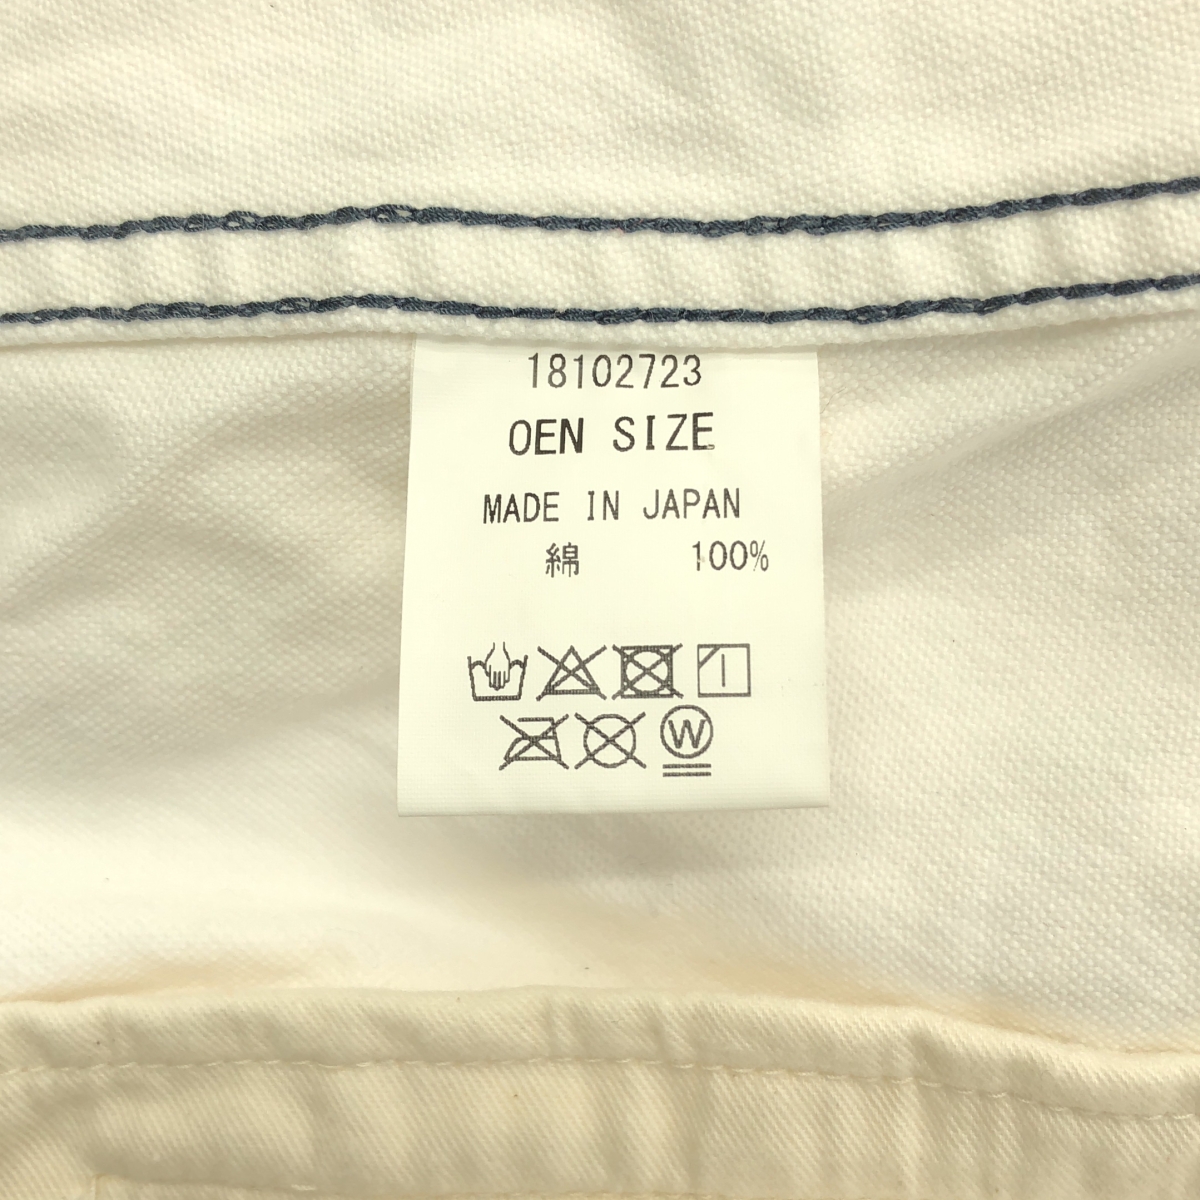 18102723
OEN SIZE
MADE IN JAPAN
綿 100%
W